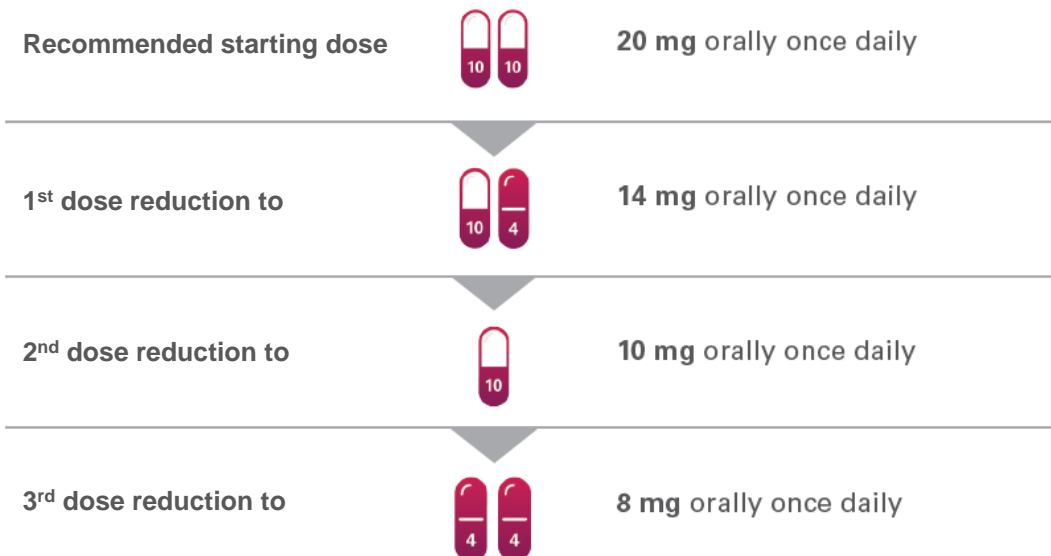 Recommended starting dose
10 10
20 mg orally once daily
1st dose reduction to
10 4
14 mg orally once daily
2nd dose reduction to
10
10 mg orally once daily
3rd dose reduction to
4 4
8 mg orally once daily